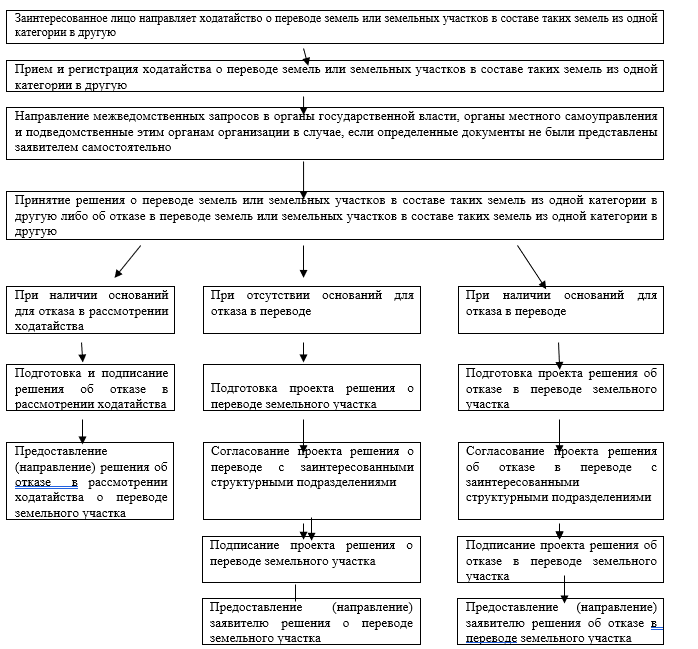 Заинтересованное лицо направляет ходатайство о переводе земель или земельных участков в составе таких земель из одной
категории в другую
Прием и регистрация ходатайства о переводе земель или земельных участков в составе таких земель из одной
категории в другую
Направление межведомственных запросов в органы государственной власти, органы местного самоуправления
и подведомственные этим органам организации в случае, если определенные документы не были представлены
заявителем самостоятельно
Принятие решения о переводе земель или земельных участков в составе таких земель из одной категории в
другую либо об отказе в переводе земель или земельных участков в составе таких земель из одной категории в
другую
При наличии оснований
для отказа в рассмотрении
ходатайства
Подготовка и подписание
решения об отказе в
рассмотрении ходатайства
Предоставление
(направление) решения об
отказе в рассмотрении
ходатайства о переводе
земельного участка
При отсутствии оснований для
отказа в переводе
Подготовка проекта решения о
переводе земельного участка
Согласование проекта решения о
переводе с заинтересованными
структурными подразделениями
Подписание проекта решения о
переводе земельного участка
Предоставление (направление)
заявителю решения о переводе
земельного участка
При наличии оснований для
отказа в переводе
Подготовка проекта решения об
отказе в переводе земельного
участка
Согласование проекта решения
об отказе в переводе с
заинтересованными
структурными подразделениями
Подписание проекта решения об
отказе в переводе земельного
участка
Предоставление (направление)
заявителю решения об отказе в
переводе земельного участка